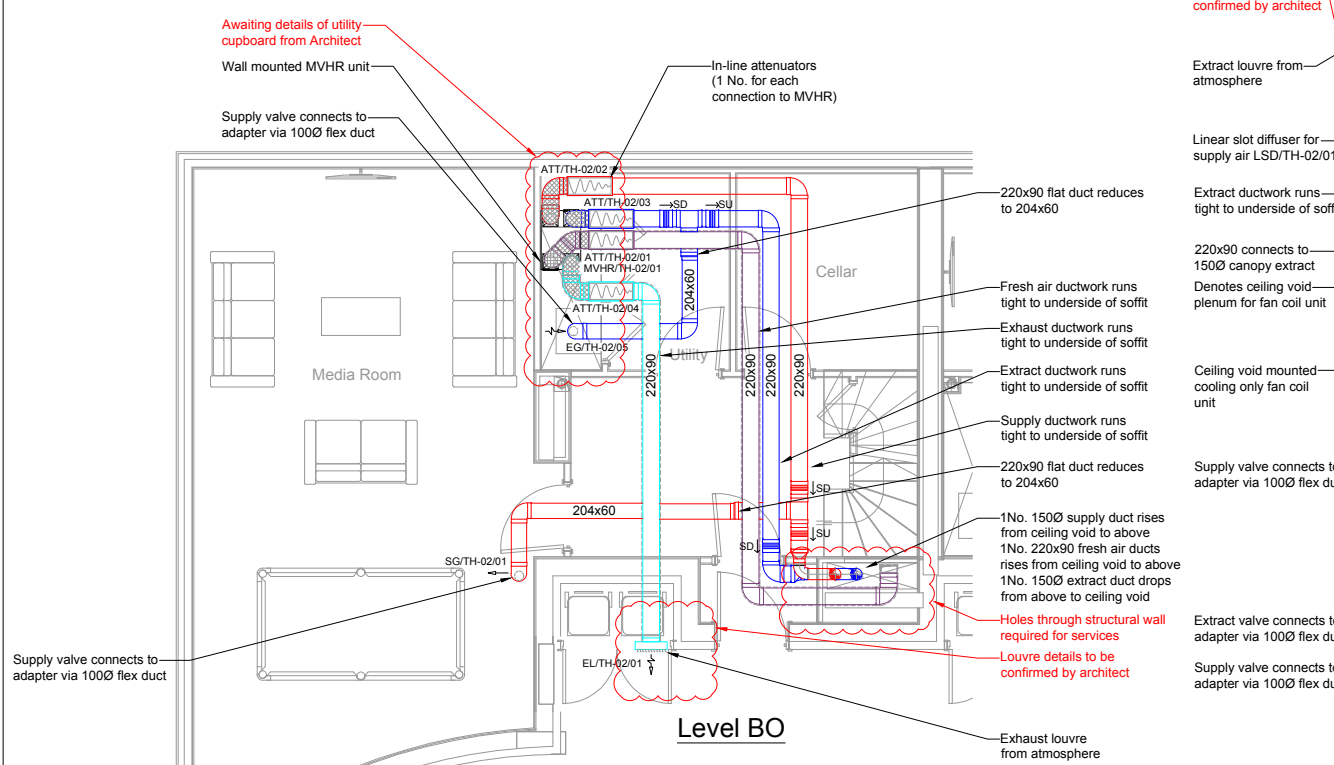 Awaiting details of utility
cupboard from Architect
Wall mounted MVHR unit
Supply valve connects to
adapter via 100Ø flex duct
In-line attenuators
(1 No. for each
connection to MVHR)
ATT/TH-02/02
ATT/TH-02/03
SD
SU
ATT/TH-02/01
MVHR/TH-02/01
ATT/TH-02/04
EG/TH-02/05
204x60
Utility
Cellar
Media Room
220x90
220x90
220x90
220x90
204x60
SD
SU
SD
SG/TH-02/01
EL/TH-02/01
Supply valve connects to
adapter via 100Ø flex duct
Level BO
220x90 flat duct reduces
to 204x60
Fresh air ductwork runs
tight to underside of soffit
Exhaust ductwork runs
tight to underside of soffit
Extract ductwork runs
tight to underside of soffit
Supply ductwork runs
tight to underside of soffit
220x90 flat duct reduces
to 204x60
1No. 150Ø supply duct rises
from ceiling void to above
1No. 220x90 fresh air ducts
rises from ceiling void to above
1No. 150Ø extract duct drops
from above to ceiling void
Holes through structural wall
required for services
Louvre details to be
confirmed by architect
Exhaust louvre
from atmosphere
confirmed by architect
Extract louvre from
atmosphere
Linear slot diffuser for
supply air LSD/TH-02/01
Extract ductwork runs
tight to underside of soff
220x90 connects to
150Ø canopy extract
Denotes ceiling void
plenum for fan coil unit
Ceiling void mounted
cooling only fan coil
unit
Supply valve connects to
adapter via 100Ø flex du
Extract valve connects to
adapter via 100Ø flex du
Supply valve connects to
adapter via 100Ø flex du